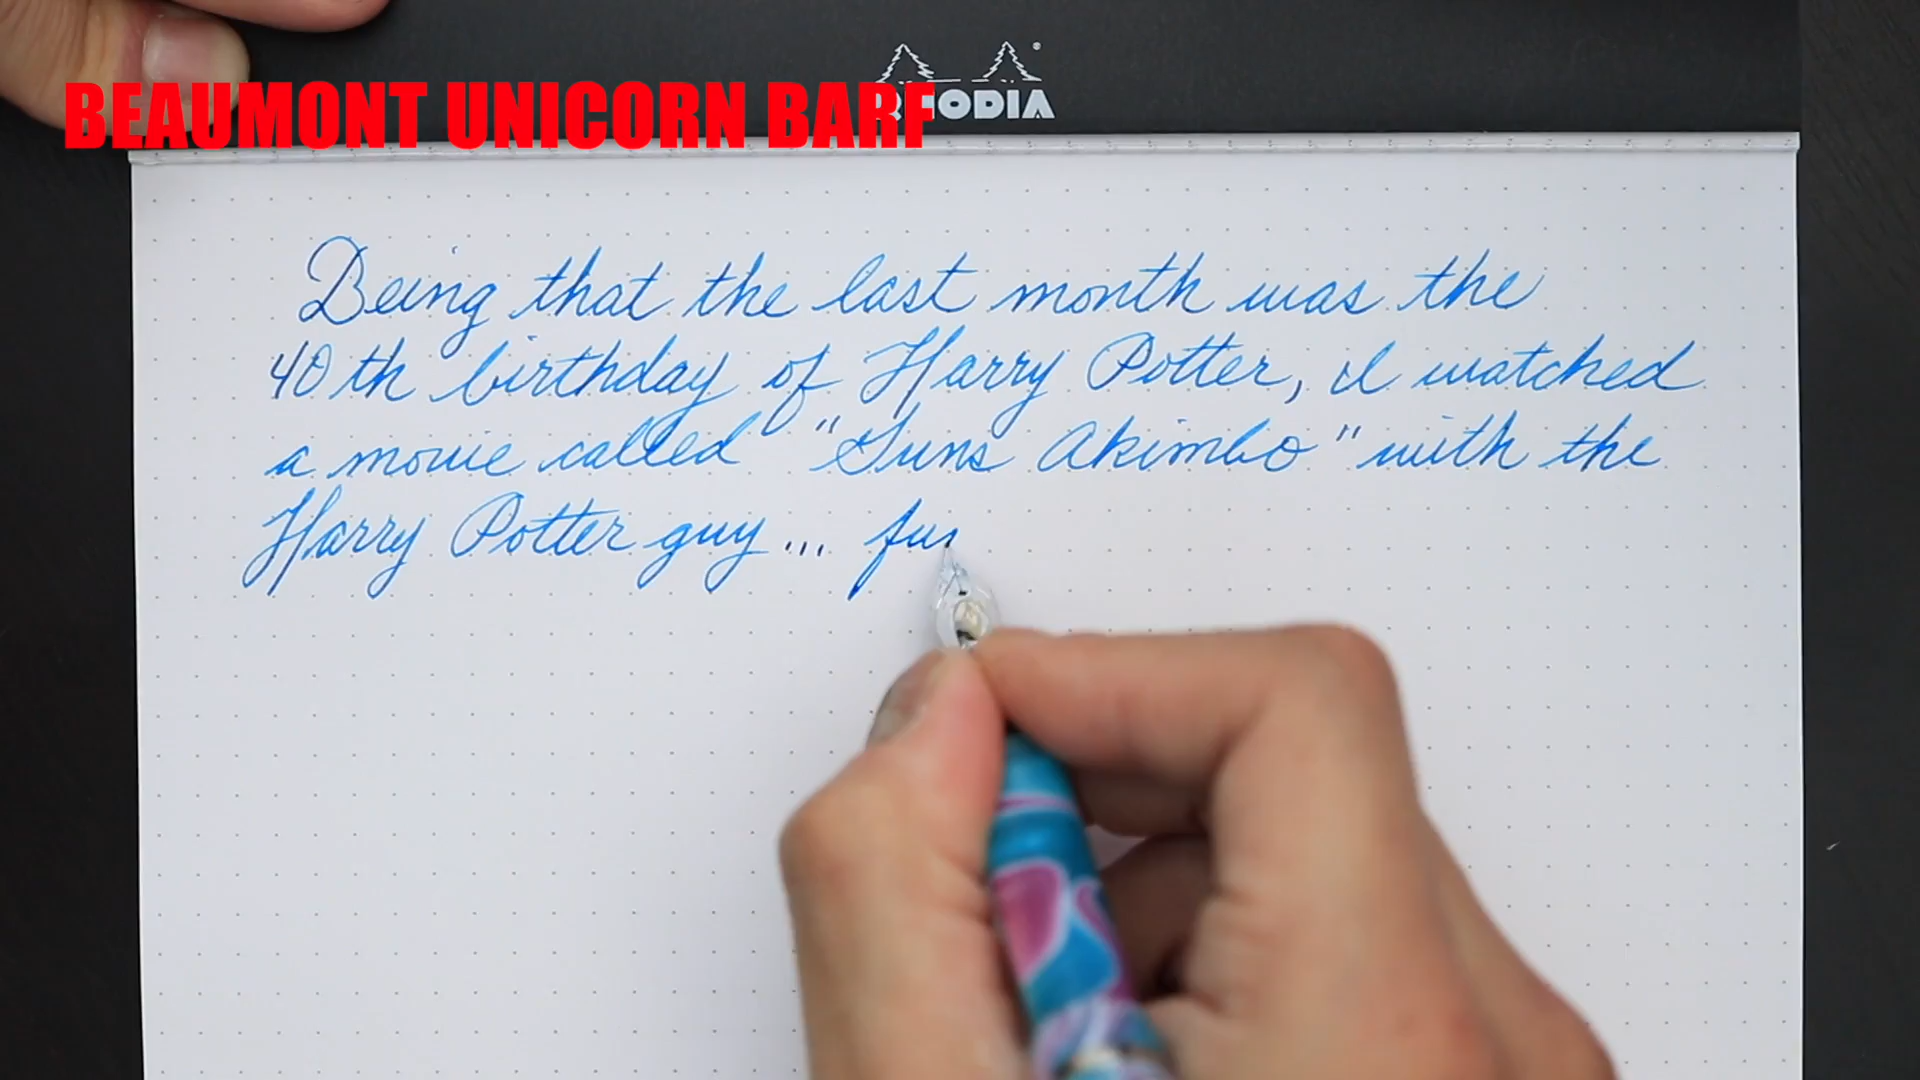 BEAUMONT UNICORN BARF
RHODIA
Being that the last month was the
40th birthday of Harry Potter, I watched
a movie called "Guns Akimbo" with the
Harry Potter guy...